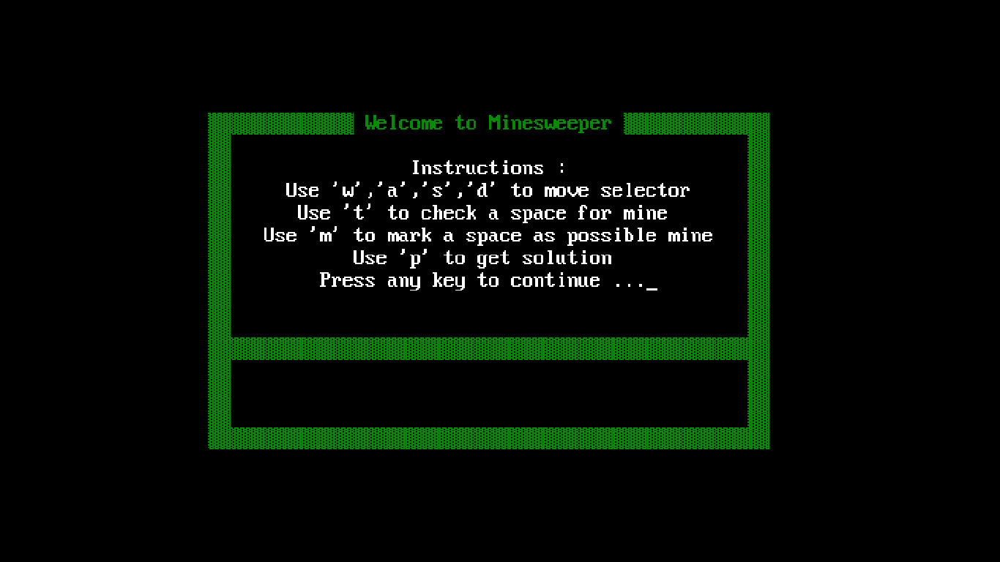 Welcome to Minesweeper
Instructions :
Use 'w','a','s','d' to move selector
Use 't' to check a space for mine
Use 'm' to mark a space as possible mine
Use 'p' to get solution
Press any key to continue ..._